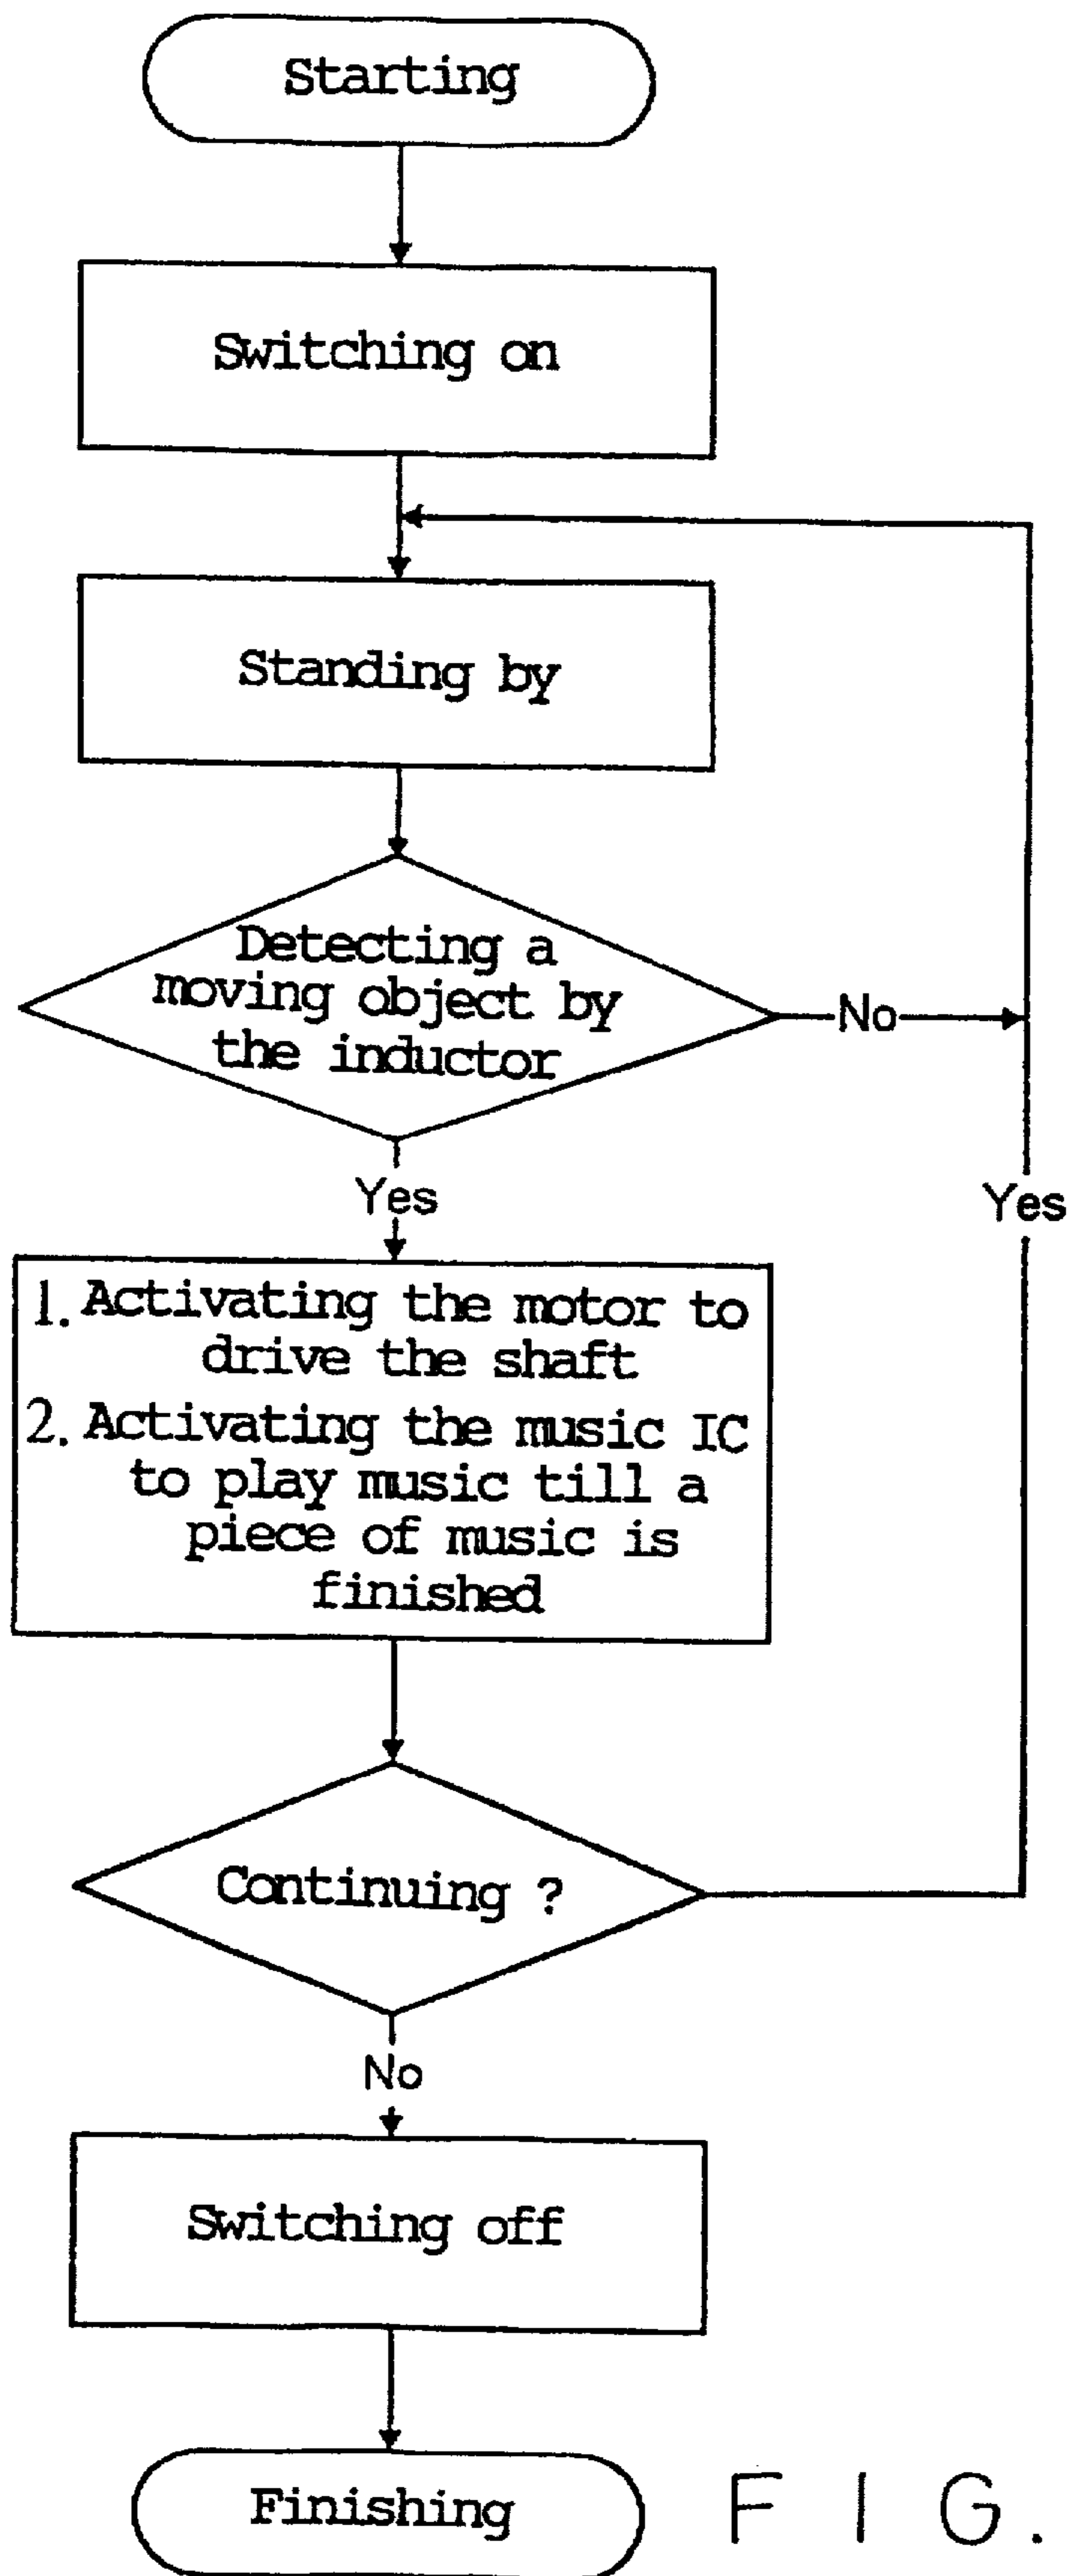 Starting
Switching on
Standing by
Detecting a
moving object by
the inductor
No
Yes
Yes
1. Activating the motor to
drive the shaft
2. Activating the music IC
to play music till a
piece of music is
finished
Continuing ?
No
Switching off
Finishing
F I G.